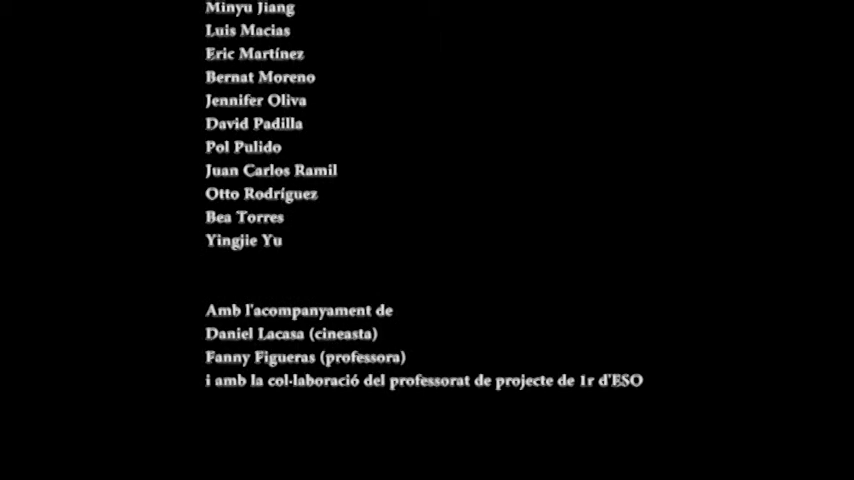 Minyu Jiang
Luis Macias
Eric Martínez
Bernat Moreno
Jennifer Oliva
David Padilla
Pol Pulido
Juan Carlos Ramil
Otto Rodríguez
Bea Torres
Yingjie Yu
Amb l'acompanyament de
Daniel Lacasa (cineasta)
Fanny Figueras (professora)
i amb la col·laboració del professorat de projecte de 1r d'ESO